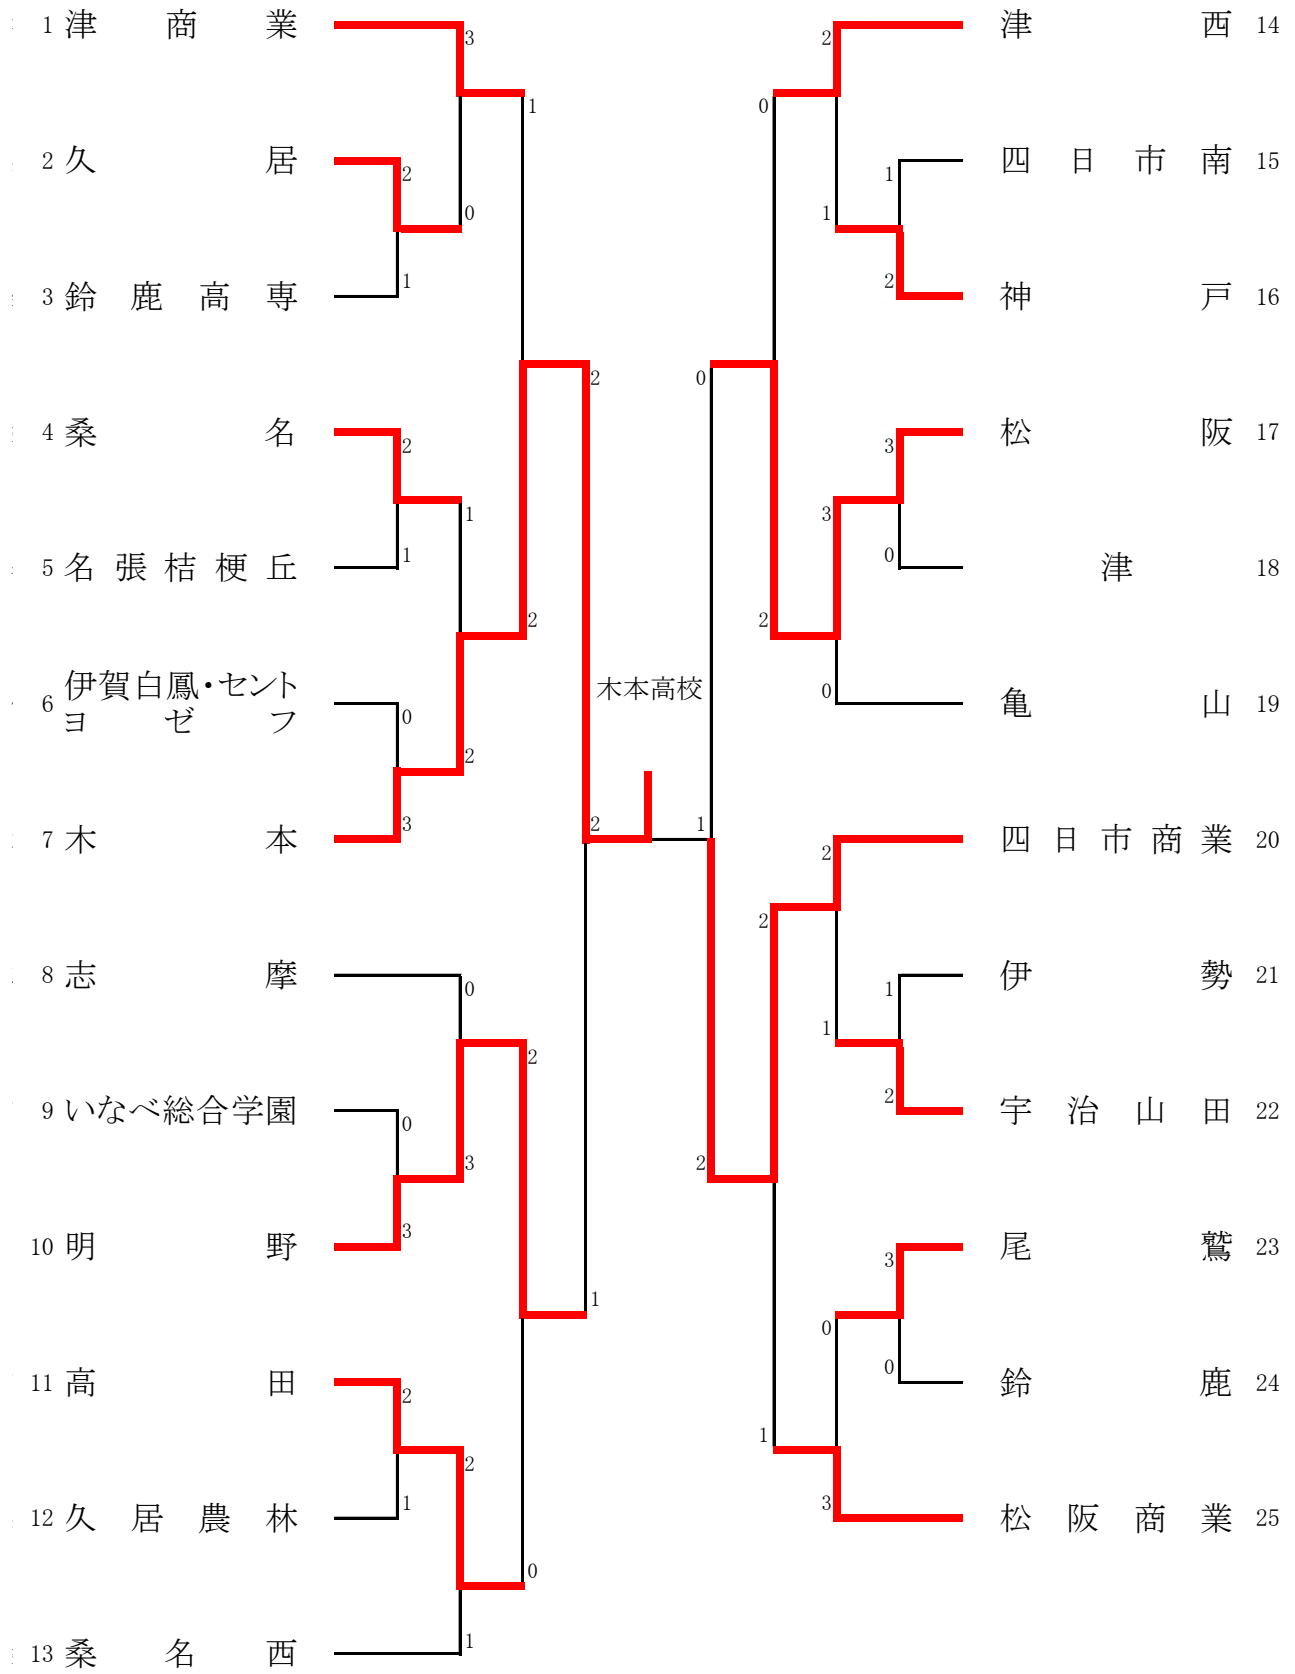 1 津商業
3
1
2 久居
2
0
3 鈴鹿高専
1
2
4 桑名
2
1
5 名張桔梗丘
1
2
6 伊賀白鳳・セント
ヨゼフ
0
2
7 木本
3
2
木本高校
8 志摩
0
2
9 いなべ総合学園
0
3
10 明野
3
1
11 高田
2
2
12 久居農林
1
0
13 桑名西
1
2
津西 14
0
1
四日市南 15
1
2
神戸 16
0
3
松阪 17
3
0
津 18
2
0
亀山 19
1
2
四日市商業 20
2
1
伊勢 21
1
2
宇治山田 22
2
3
尾鷲 23
0
0
鈴鹿 24
1
3
松阪商業 25